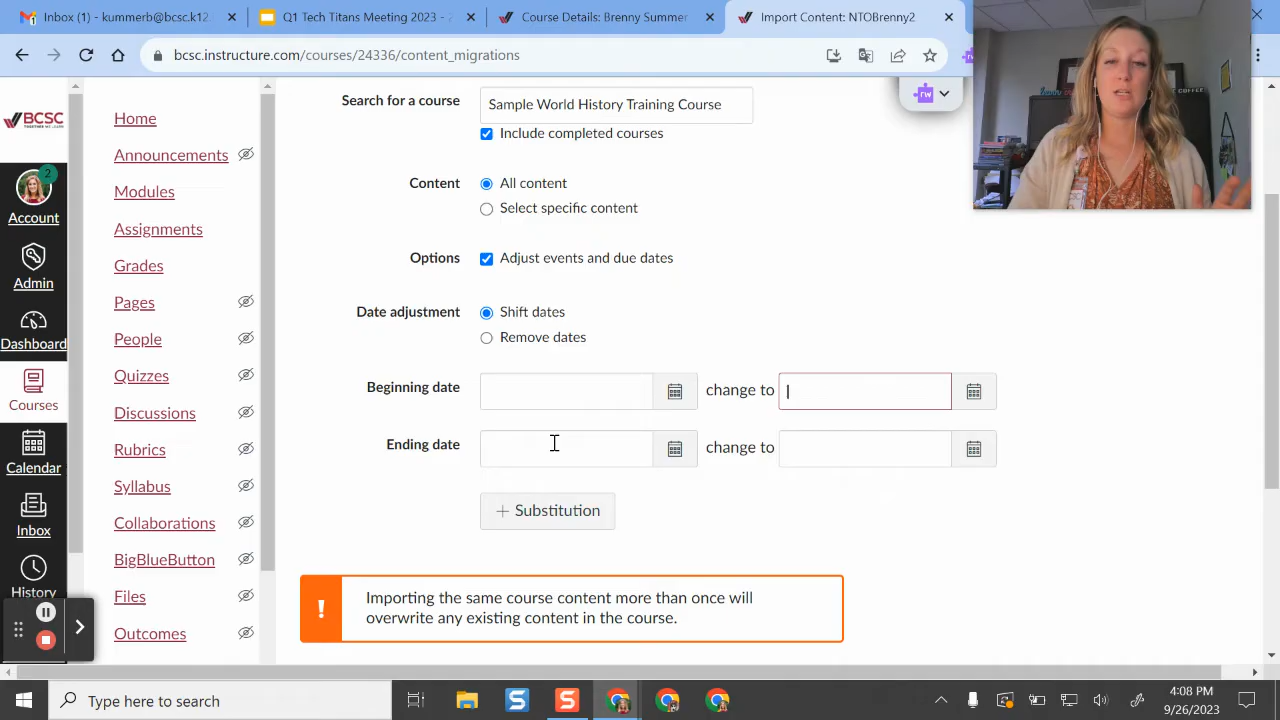 kummerb@bcsc.k12
Q1 Tech Titans Meeting 2023 - 7
Course Details: Brenny Summer
Import Content: NTOBrenny2
bcsc.instructure.com/courses/24336/content_migrations
rw
BCSC
Account
2
Admin
Dashboard
Courses
Calendar
Inbox
History
Home
Announcements
Modules
Assignments
Grades
Pages
People
Quizzes
Discussions
Rubrics
Syllabus
Collaborations
BigBlueButton
Files
Outcomes
Search for a course
Sample World History Training Course
Include completed courses
Content
All content
Select specific content
Options
Adjust events and due dates
Date adjustment
Shift dates
Remove dates
Beginning date
change to
Ending date
change to
+ Substitution
! Importing the same course content more than once will
overwrite any existing content in the course.
Type here to search
4:08 PM
9/26/2023